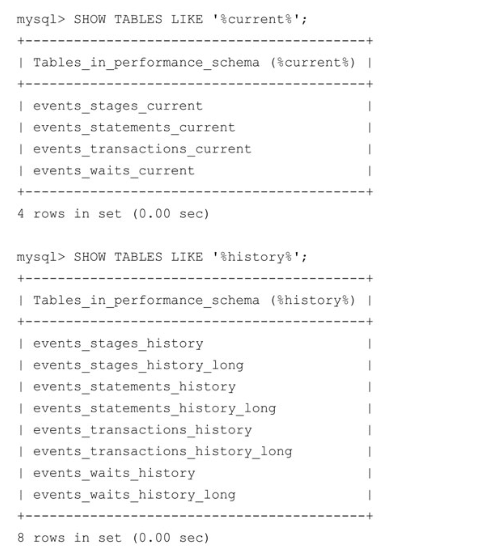 mysql> SHOW TABLES LIKE '%current%';
+------------------------------------------+
| Tables_in_performance_schema (%current%) |
+------------------------------------------+
| events_stages_current                    |
| events_statements_current                |
| events_transactions_current              |
| events_waits_current                     |
+------------------------------------------+
4 rows in set (0.00 sec)
mysql> SHOW TABLES LIKE '%history%';
+------------------------------------------+
| Tables_in_performance_schema (%history%) |
+------------------------------------------+
| events_stages_history                    |
| events_stages_history_long               |
| events_statements_history                |
| events_statements_history_long           |
| events_transactions_history              |
| events_transactions_history_long         |
| events_waits_history                     |
| events_waits_history_long                |
+------------------------------------------+
8 rows in set (0.00 sec)